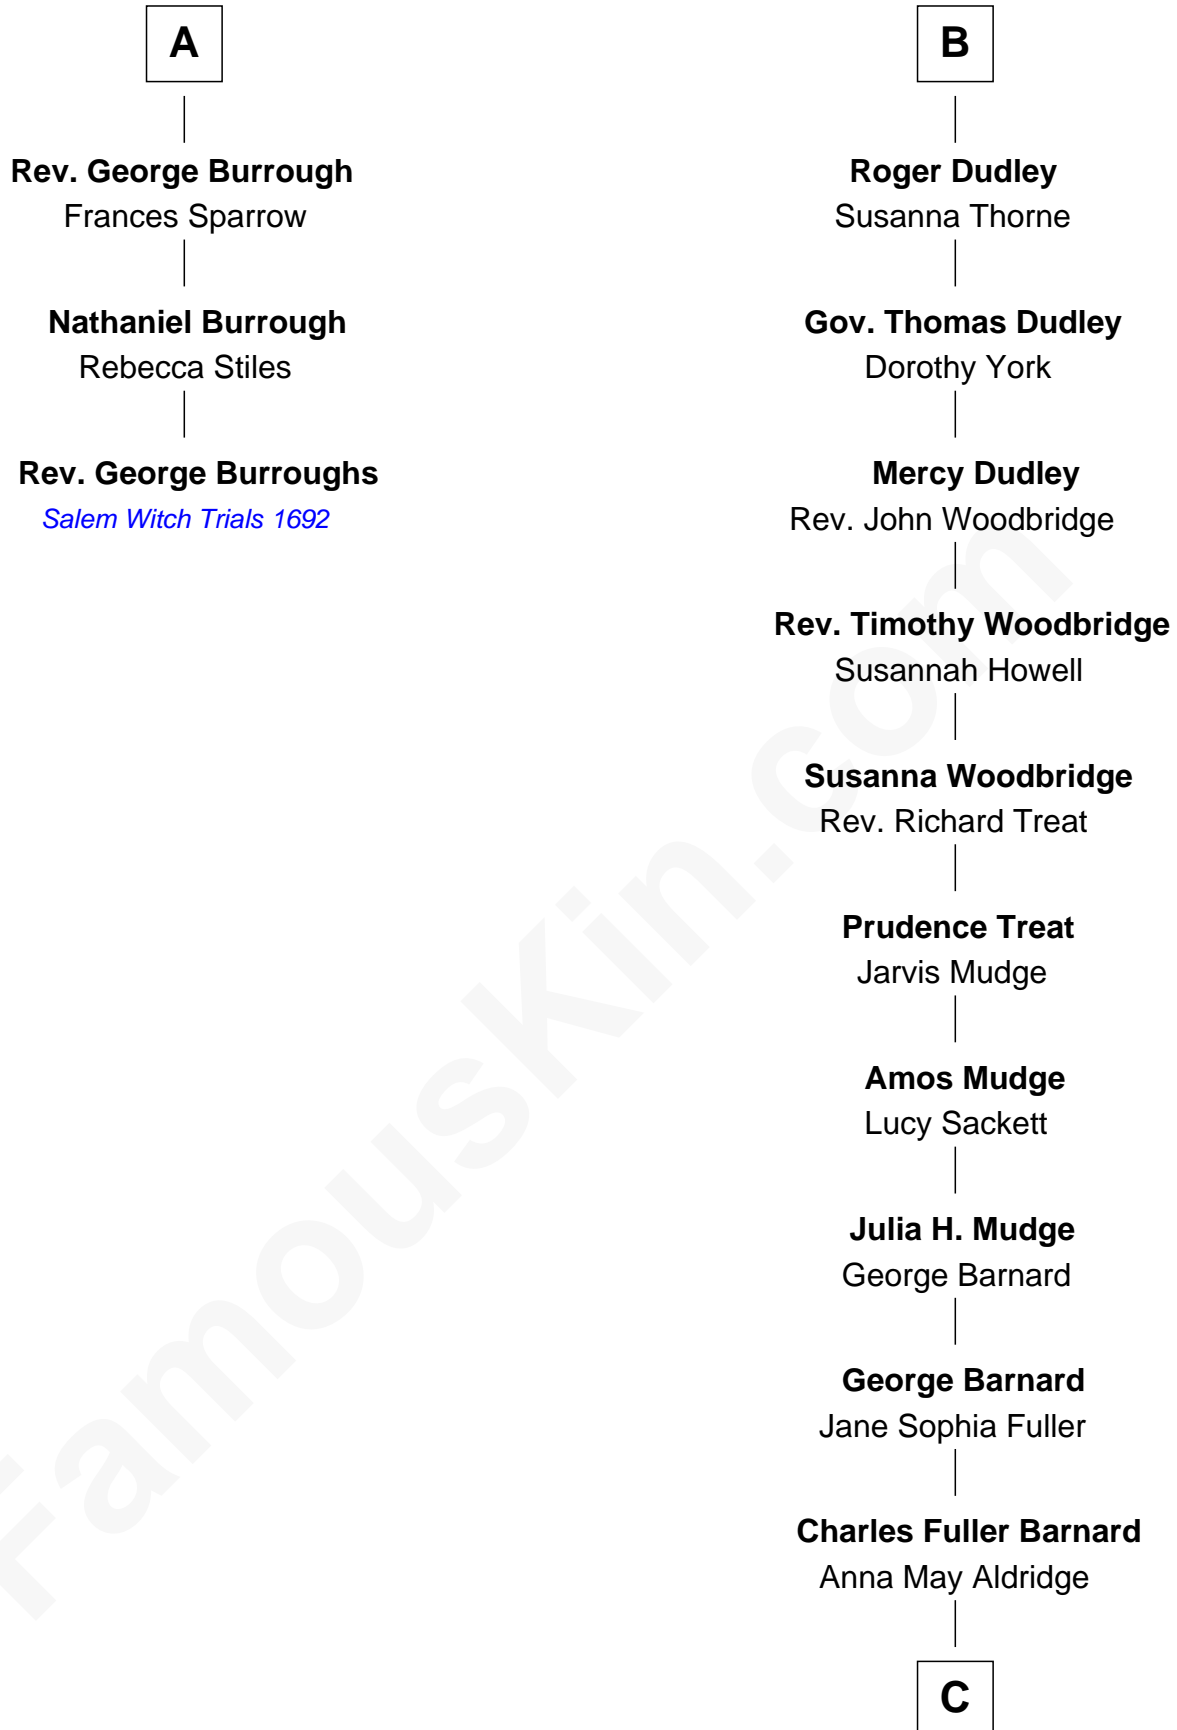 A
Rev. George Burrough
Frances Sparrow
Nathaniel Burrough
Rebecca Stiles
Rev. George Burroughs
Salem Witch Trials 1692
B
Roger Dudley
Susanna Thorne
Gov. Thomas Dudley
Dorothy York
Mercy Dudley
Rev. John Woodbridge
Rev. Timothy Woodbridge
Susannah Howell
Susanna Woodbridge
Rev. Richard Treat
Prudence Treat
Jarvis Mudge
Amos Mudge
Lucy Sackett
Julia H. Mudge
George Barnard
George Barnard
Jane Sophia Fuller
Charles Fuller Barnard
Anna May Aldridge
C
FamousKin.com